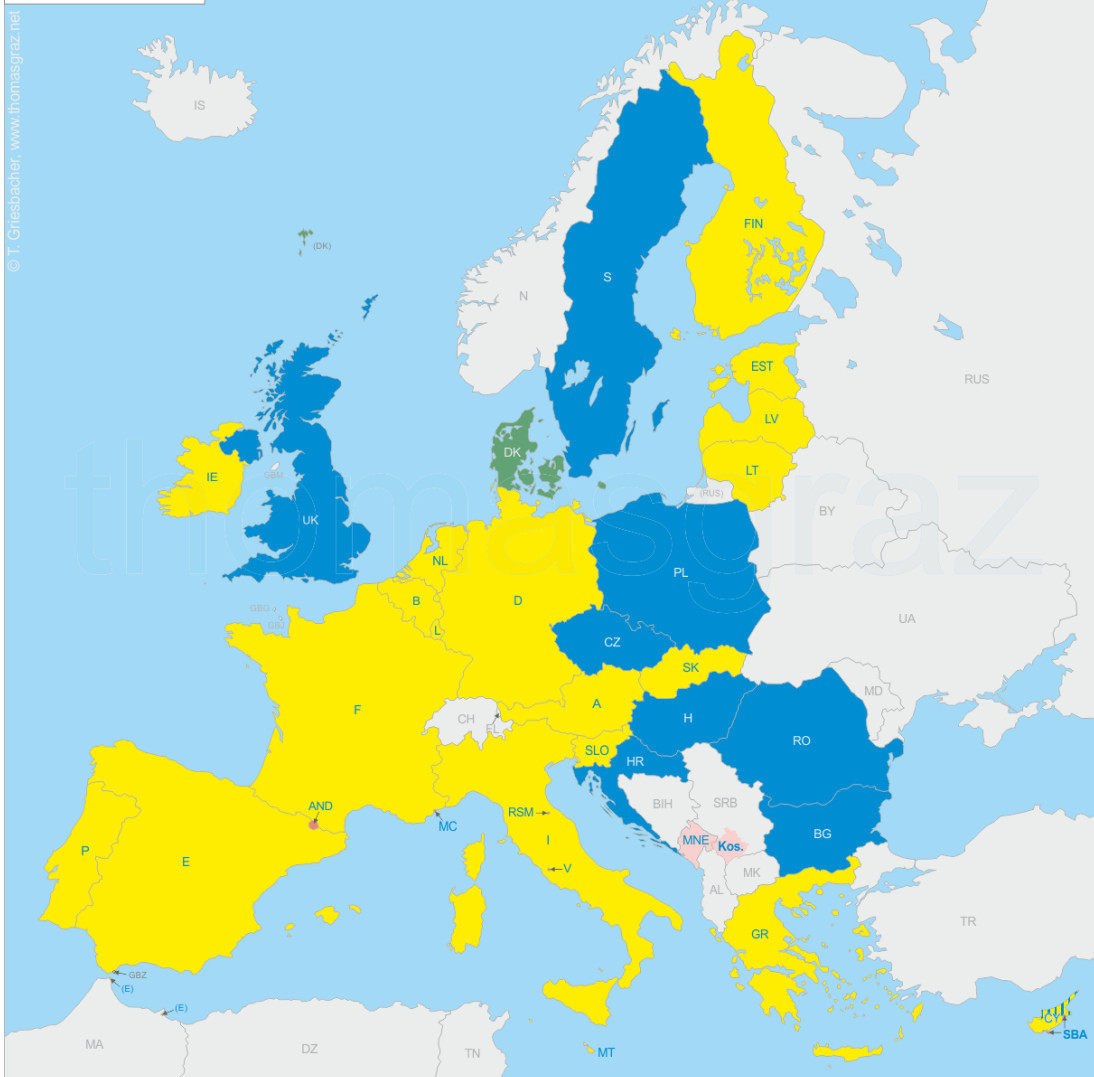 © T. Griesbacher, www.thomasgraz.net
IS
(DK)
FIN
S
N
EST
RUS
LV
DK
LT
IE
GBM
(RUS)
BY
UK
thomasgraz
NL
PL
B
D
GBG
GBJ
UA
L
CZ
SK
MD
A
F
CH
FL
H
RO
SLO
HR
AND
RSM
BIH
SRB
MC
BG
MNE
Kos.
I
P
E
V
MK
AL
TR
GR
GBZ
(E)
(E)
CY
SBA
MA
DZ
TN
MT